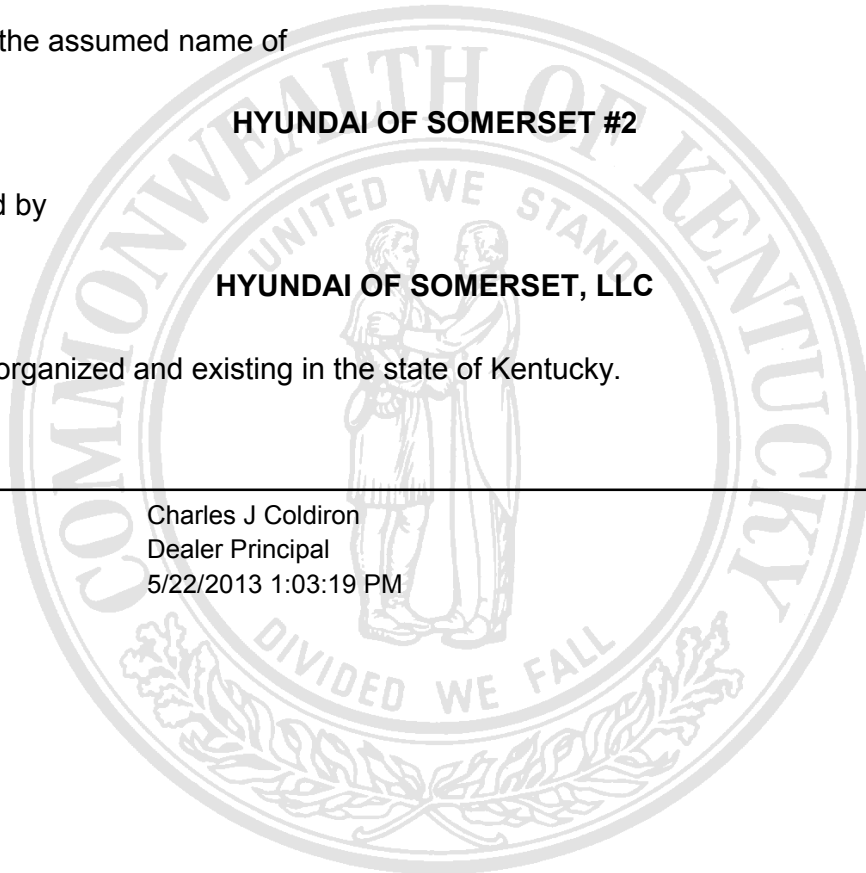 the assumed name of
HYUNDAI OF SOMERSET #2
d by
HYUNDAI OF SOMERSET, LLC
organized and existing in the state of Kentucky.
Charles J Coldiron
Dealer Principal
5/22/2013 1:03:19 PM
COMMONWEALTH OF KENTUCKY
UNITED WE STAND
DIVIDED WE FALL